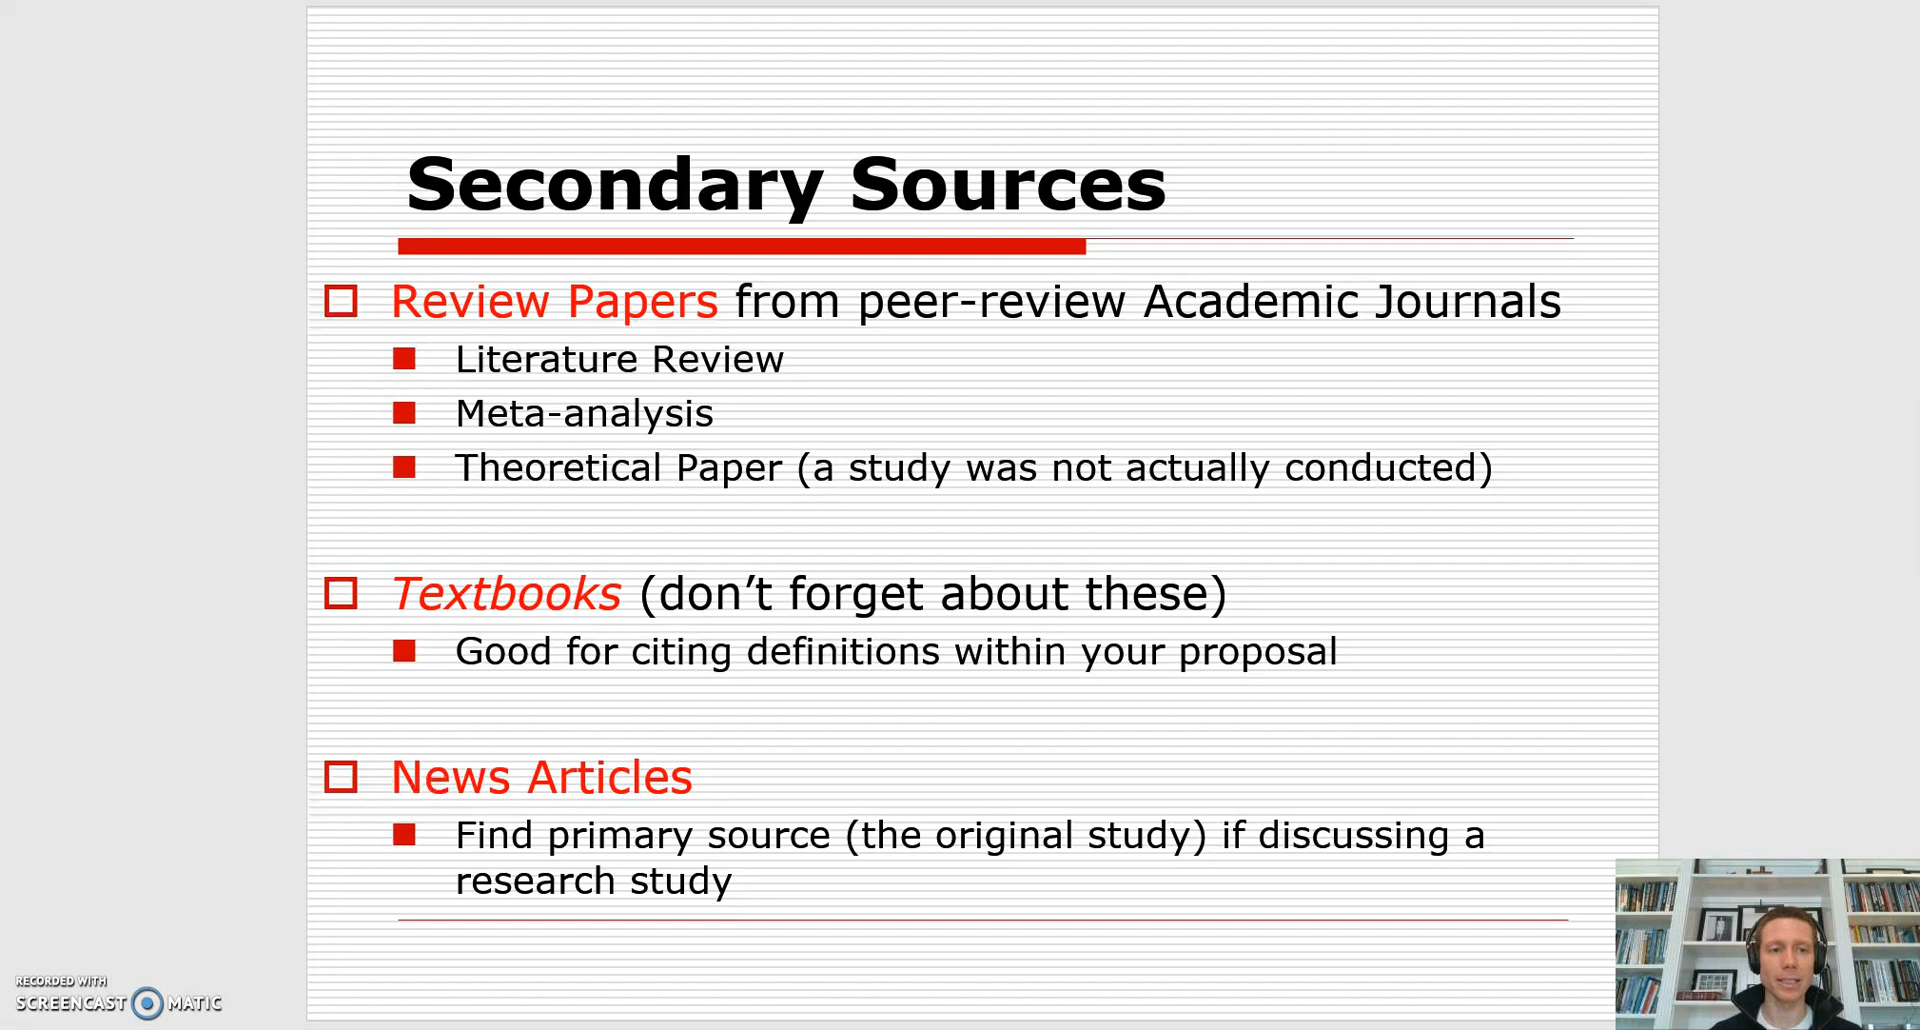 Secondary Sources
Review Papers from peer-review Academic Journals
Literature Review
Meta-analysis
Theoretical Paper (a study was not actually conducted)
Textbooks (don’t forget about these)
Good for citing definitions within your proposal
News Articles
Find primary source (the original study) if discussing a
research study
RECORDED WITH
SCREENCAST MATIC